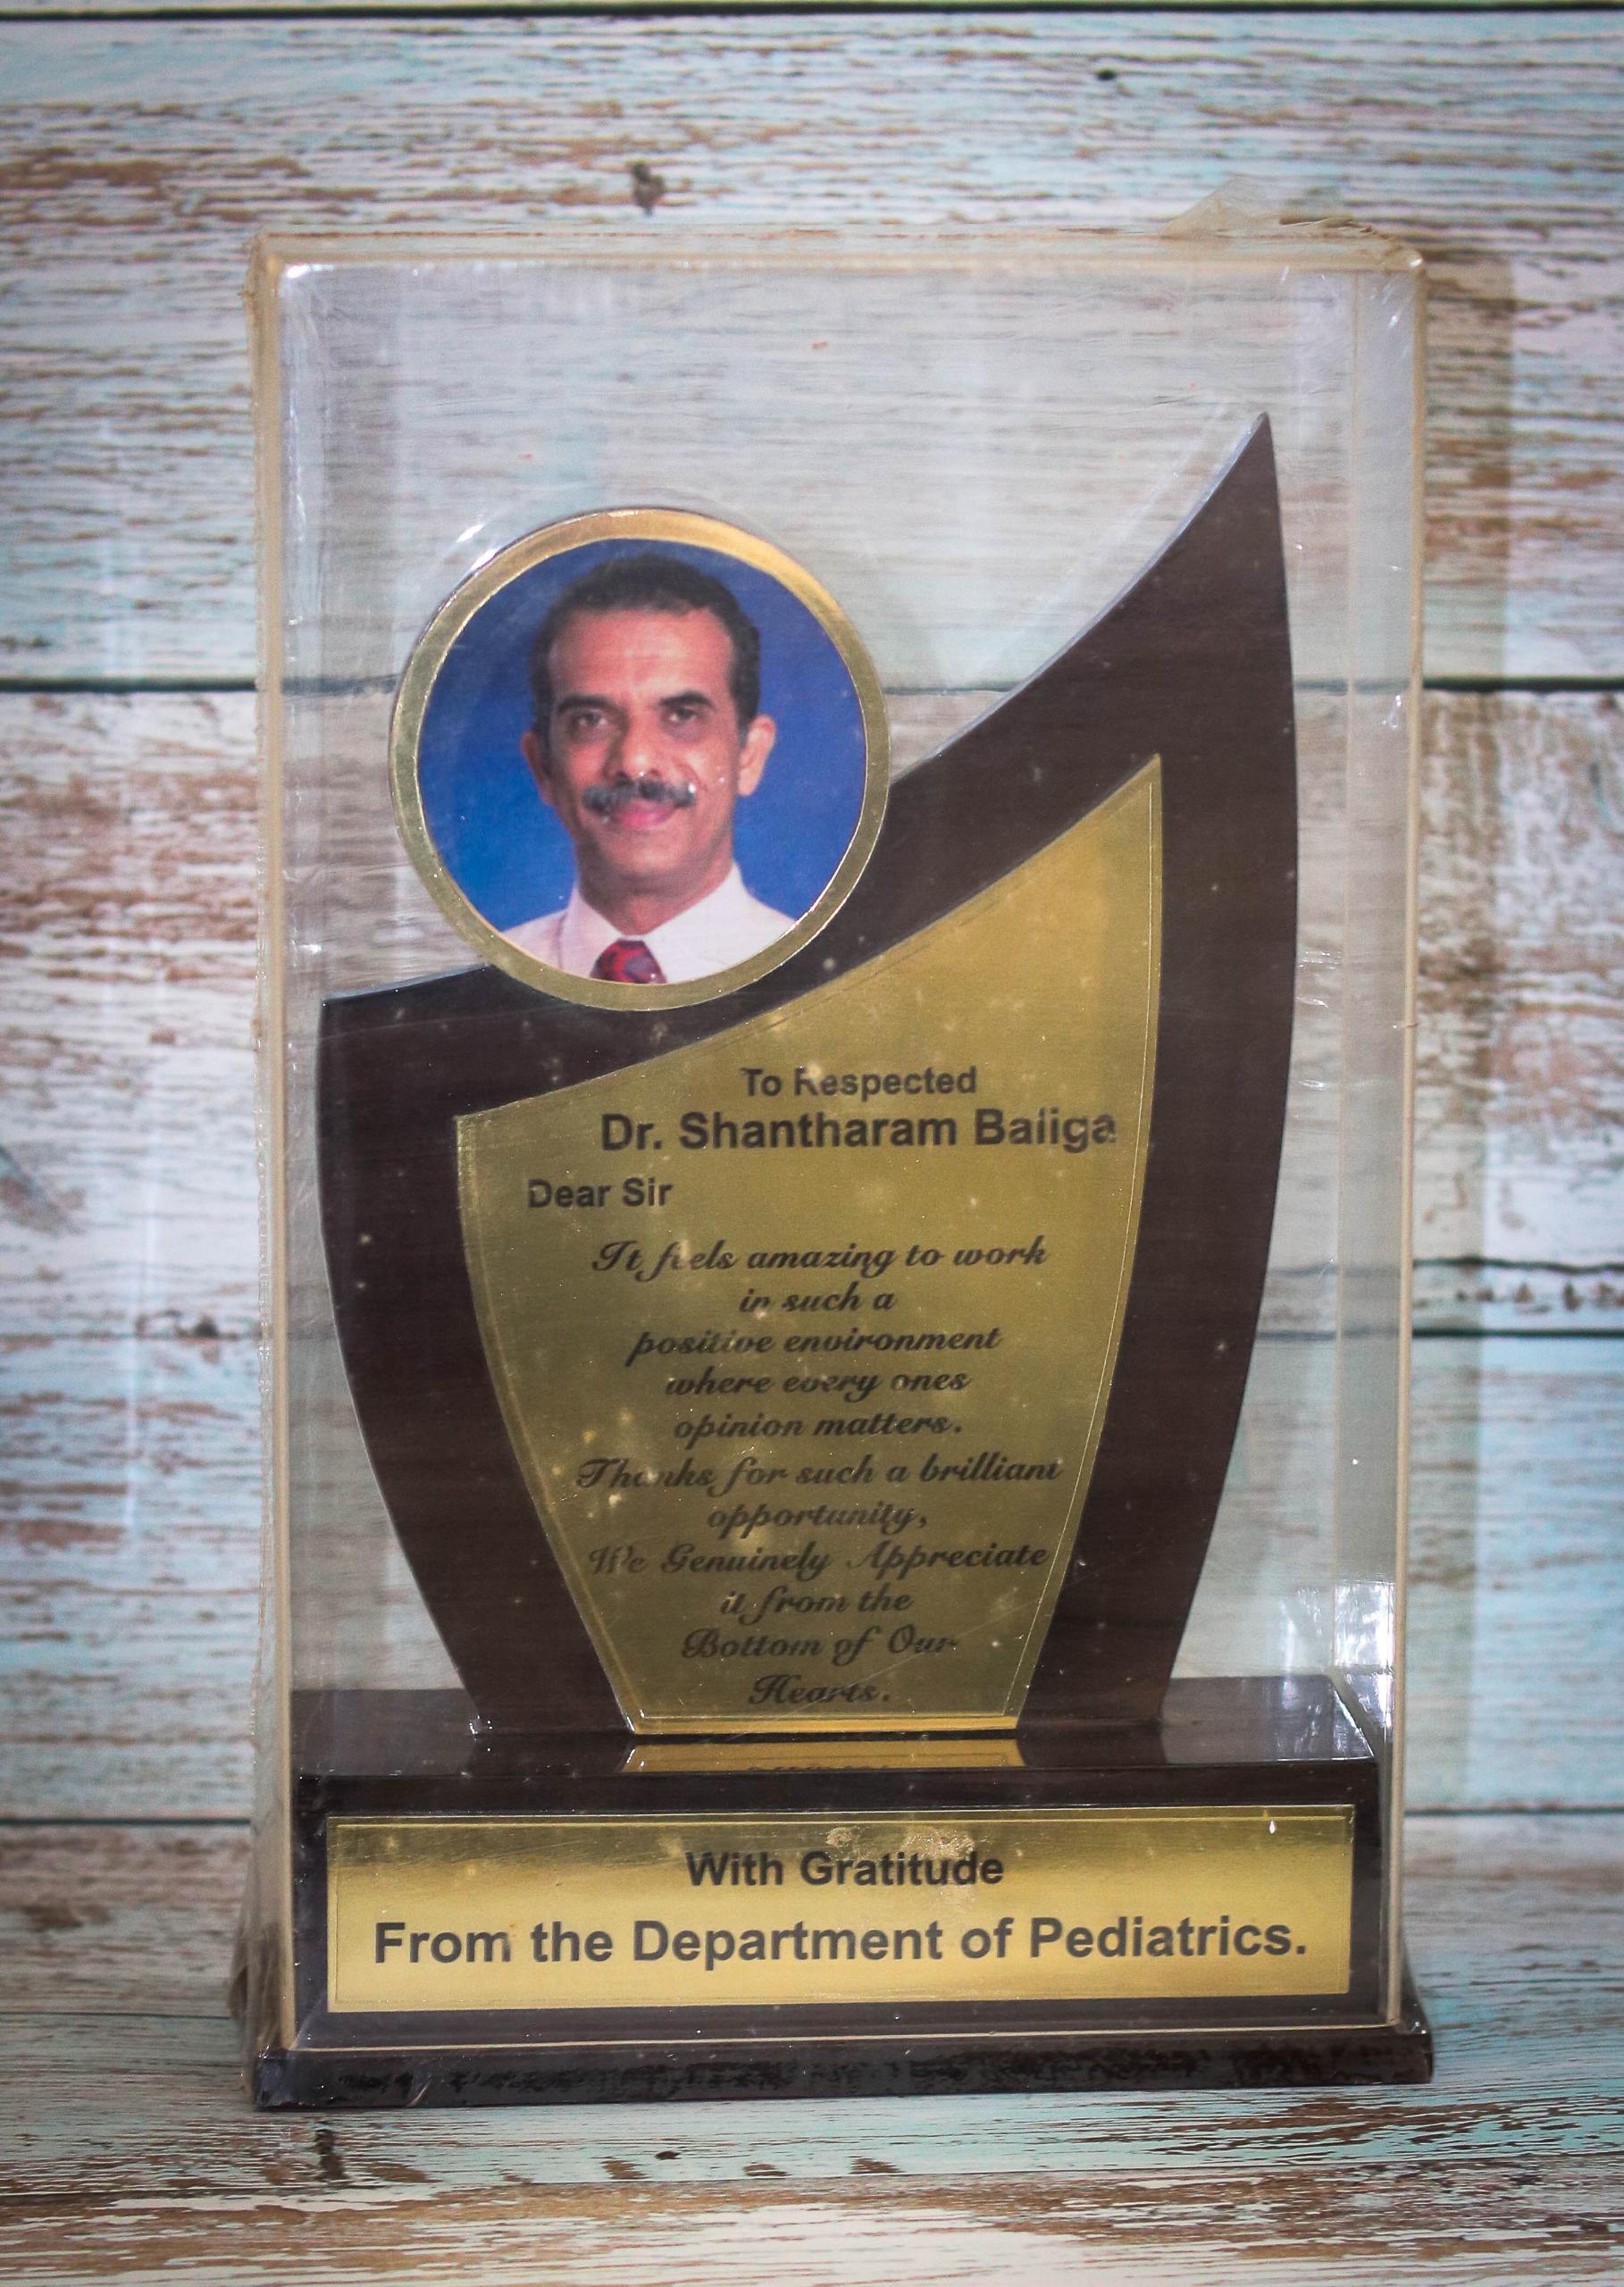 To Respected
Dr. Shantharam Baliga
Dear Sir
It feels amazing to work
in such a
positive environment
where every ones
opinion matters.
Thanks for such a brilliant
opportunity,
We Genuinely Appreciate
it from the
Bottom of Our
Hearts.
With Gratitude
From the Department of Pediatrics.